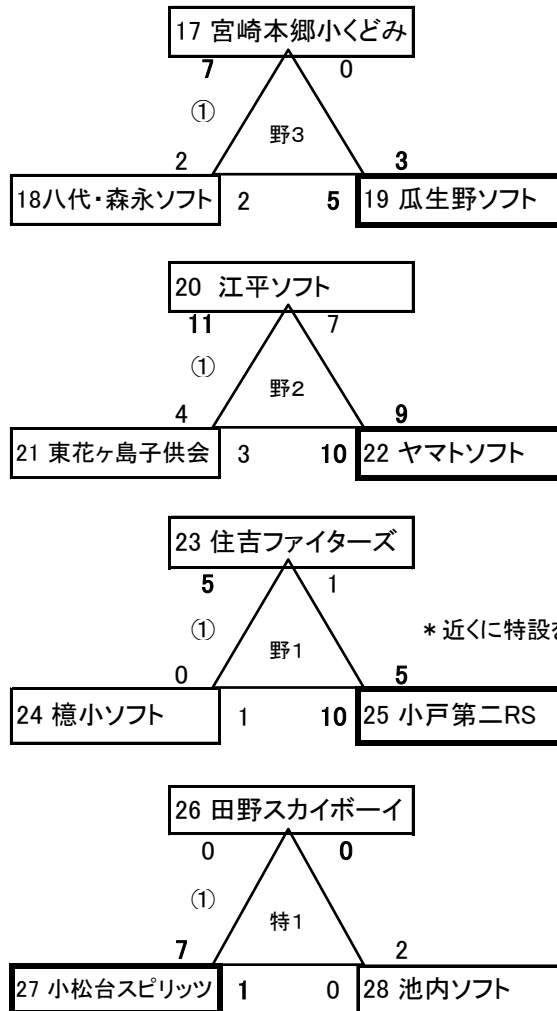 17 宮崎本郷小くどみ
7 0
①
野3
2 3
18八代・森永ソフト 2 5 19 瓜生野ソフト
20 江平ソフト
11 7
①
野2
4 9
21 東花ヶ島子供会 3 10 22 ヤマトソフト
23 住吉ファイターズ
5 1
①
野1
*近くに特設
0 5
24 檍小ソフト 1 10 25 小戸第二RS
26 田野スカイボーイ
0 0
①
特1
7 2
27 小松台スピリッツ 1 0 28 池内ソフト